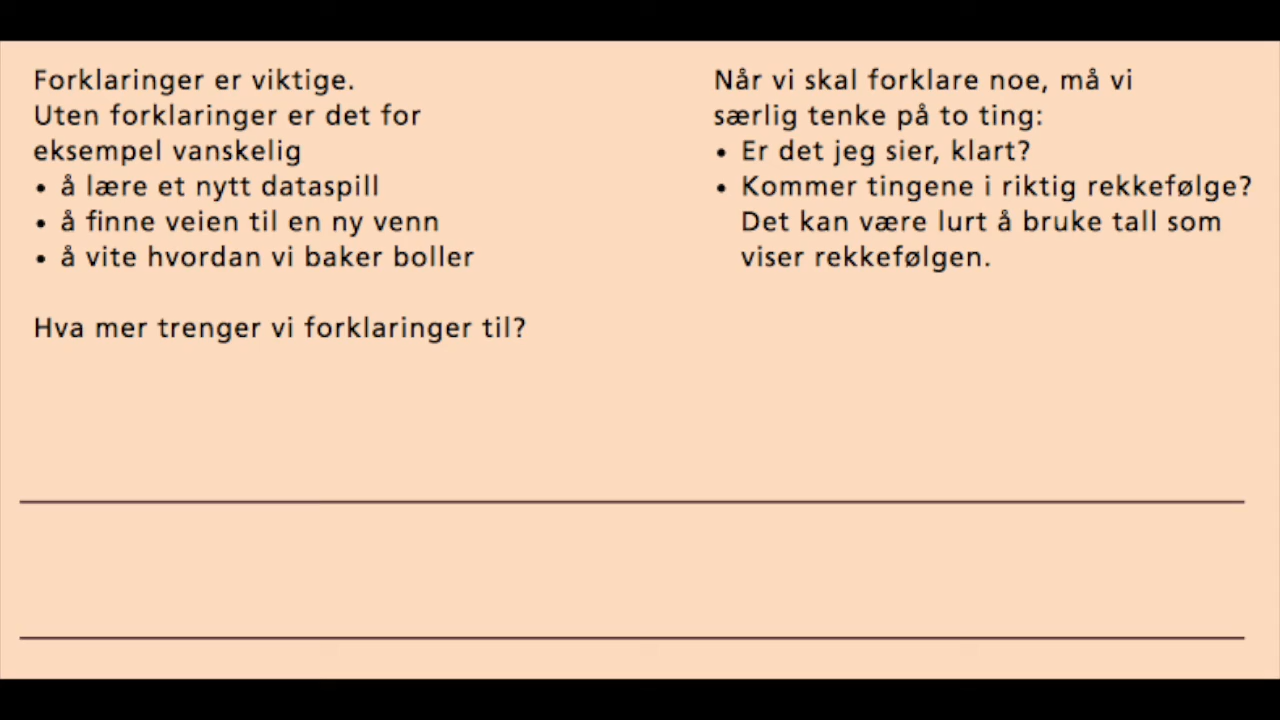 Forklaringer er viktige.
Uten forklaringer er det for
eksempel vanskelig
• å lære et nytt dataspill
• å finne veien til en ny venn
• å vite hvordan vi baker boller
Hva mer trenger vi forklaringer til?
Når vi skal forklare noe, må vi
særlig tenke på to ting:
• Er det jeg sier, klart?
• Kommer tingene i riktig rekkefølge?
Det kan være lurt å bruke tall som
viser rekkefølgen.